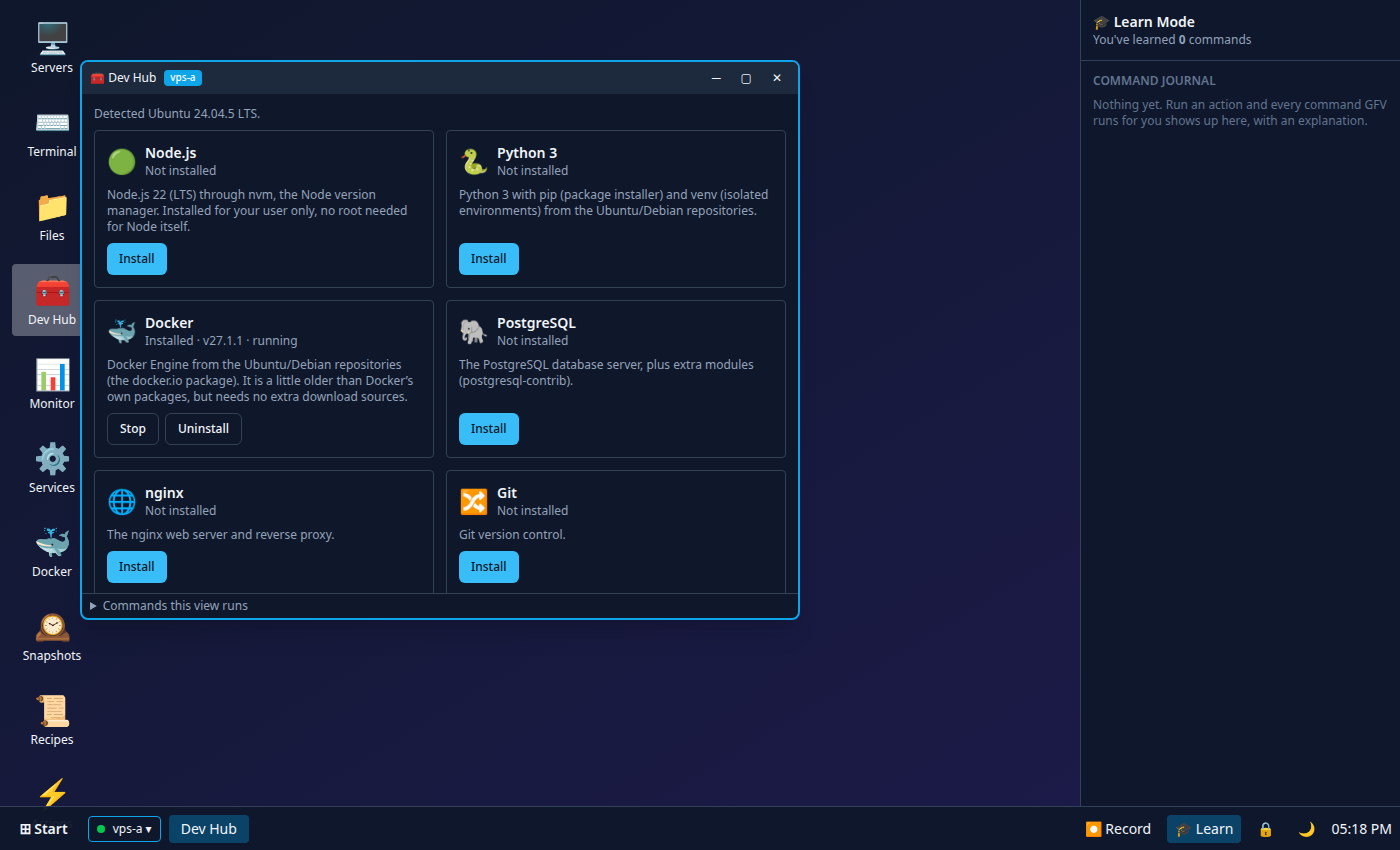 Servers
Terminal
Files
Dev Hub
Monitor
Services
Docker
Snapshots
Recipes
Dev Hub vps-a
Detected Ubuntu 24.04.5 LTS.
Node.js
Not installed
Node.js 22 (LTS) through nvm, the Node version
manager. Installed for your user only, no root needed
for Node itself.
Install
Python 3
Not installed
Python 3 with pip (package installer) and venv (isolated
environments) from the Ubuntu/Debian repositories.
Install
Docker
Installed · v27.1.1 · running
Docker Engine from the Ubuntu/Debian repositories
(the docker.io package). It is a little older than Docker's
own packages, but needs no extra download sources.
Stop Uninstall
PostgreSQL
Not installed
The PostgreSQL database server, plus extra modules
(postgresql-contrib).
Install
nginx
Not installed
The nginx web server and reverse proxy.
Install
Git
Not installed
Git version control.
Install
Commands this view runs
Learn Mode
You've learned 0 commands
COMMAND JOURNAL
Nothing yet. Run an action and every command GFV
runs for you shows up here, with an explanation.
Start vps-a Dev Hub Record Learn 05:18 PM